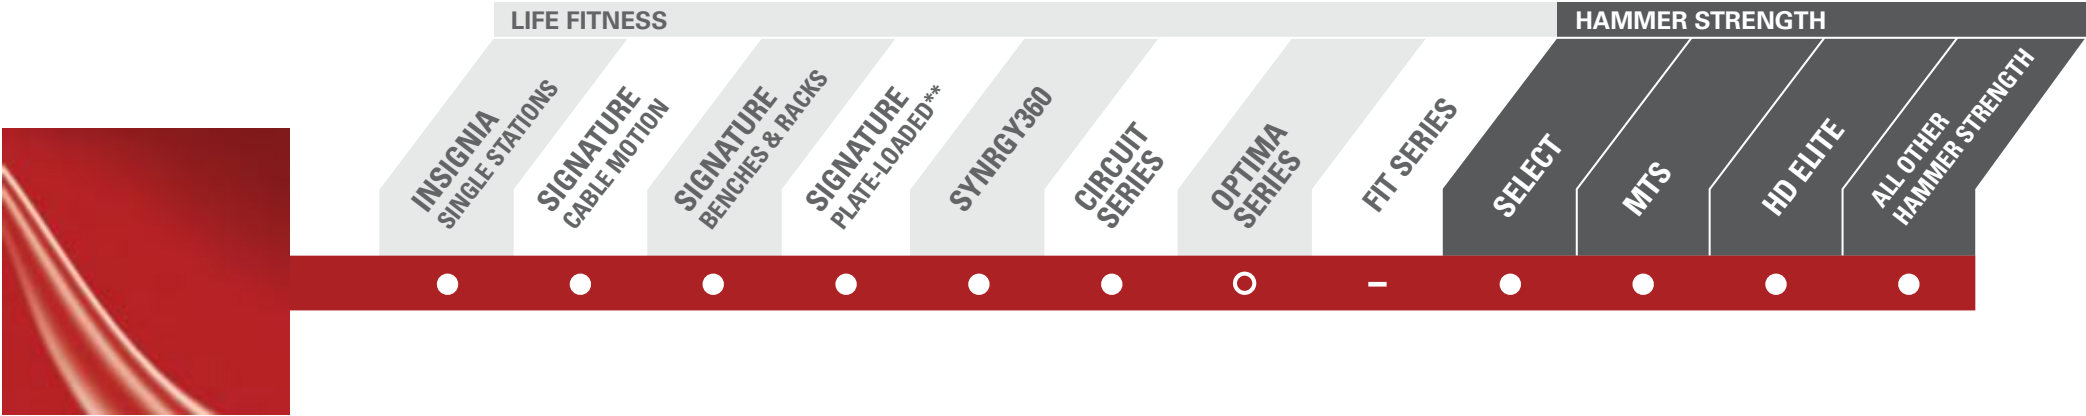 LIFE FITNESS
HAMMER STRENGTH
INSIGNIA
SINGLE STATIONS
SIGNATURE
CABLE MOTION
SIGNATURE
BENCHES & RACKS
SIGNATURE
PLATE-LOADED**
SYNRGY360
CIRCUIT
SERIES
OPTIMA
SERIES
FIT SERIES
SELECT
MTS
HD ELITE
ALL OTHER
HAMMER STRENGTH